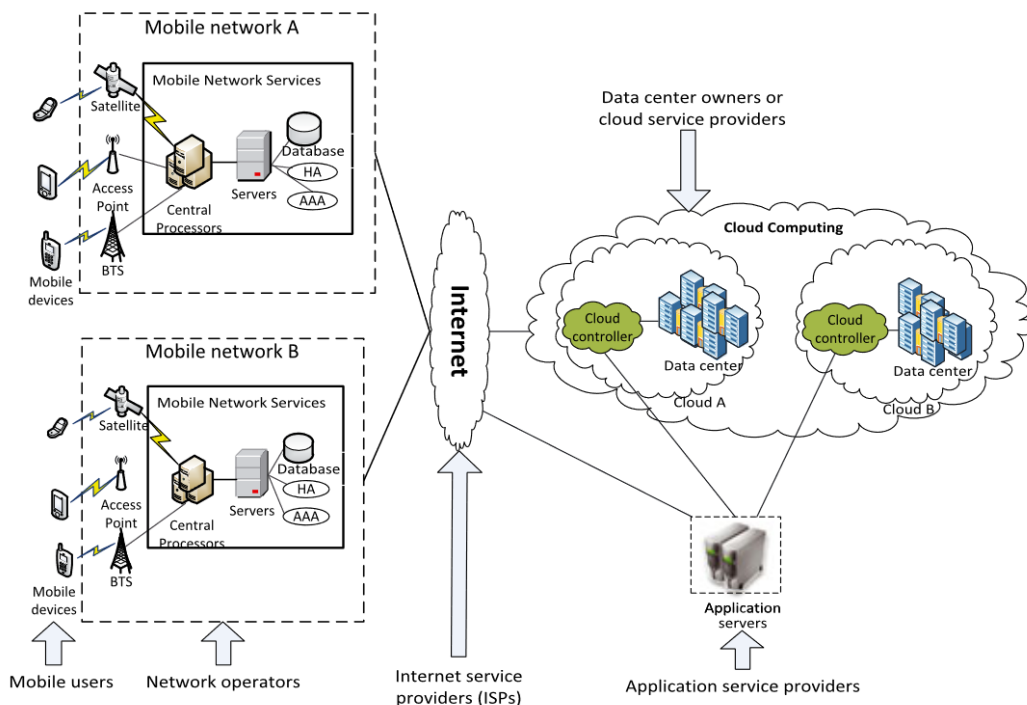 Mobile network A
Mobile Network Services
Satellite
Database
HA
AAA
Access
Point
Servers
Central
Processors
BTS
Mobile
devices
Mobile network B
Mobile Network Services
Satellite
Database
HA
AAA
Access
Point
Servers
Central
Processors
BTS
Mobile
devices
Mobile users
Network operators
Internet
Internet service
providers (ISPs)
Data center owners or
cloud service providers
Cloud Computing
Cloud
controller
Data center
Cloud A
Cloud
controller
Data center
Cloud B
Application
servers
Application service providers